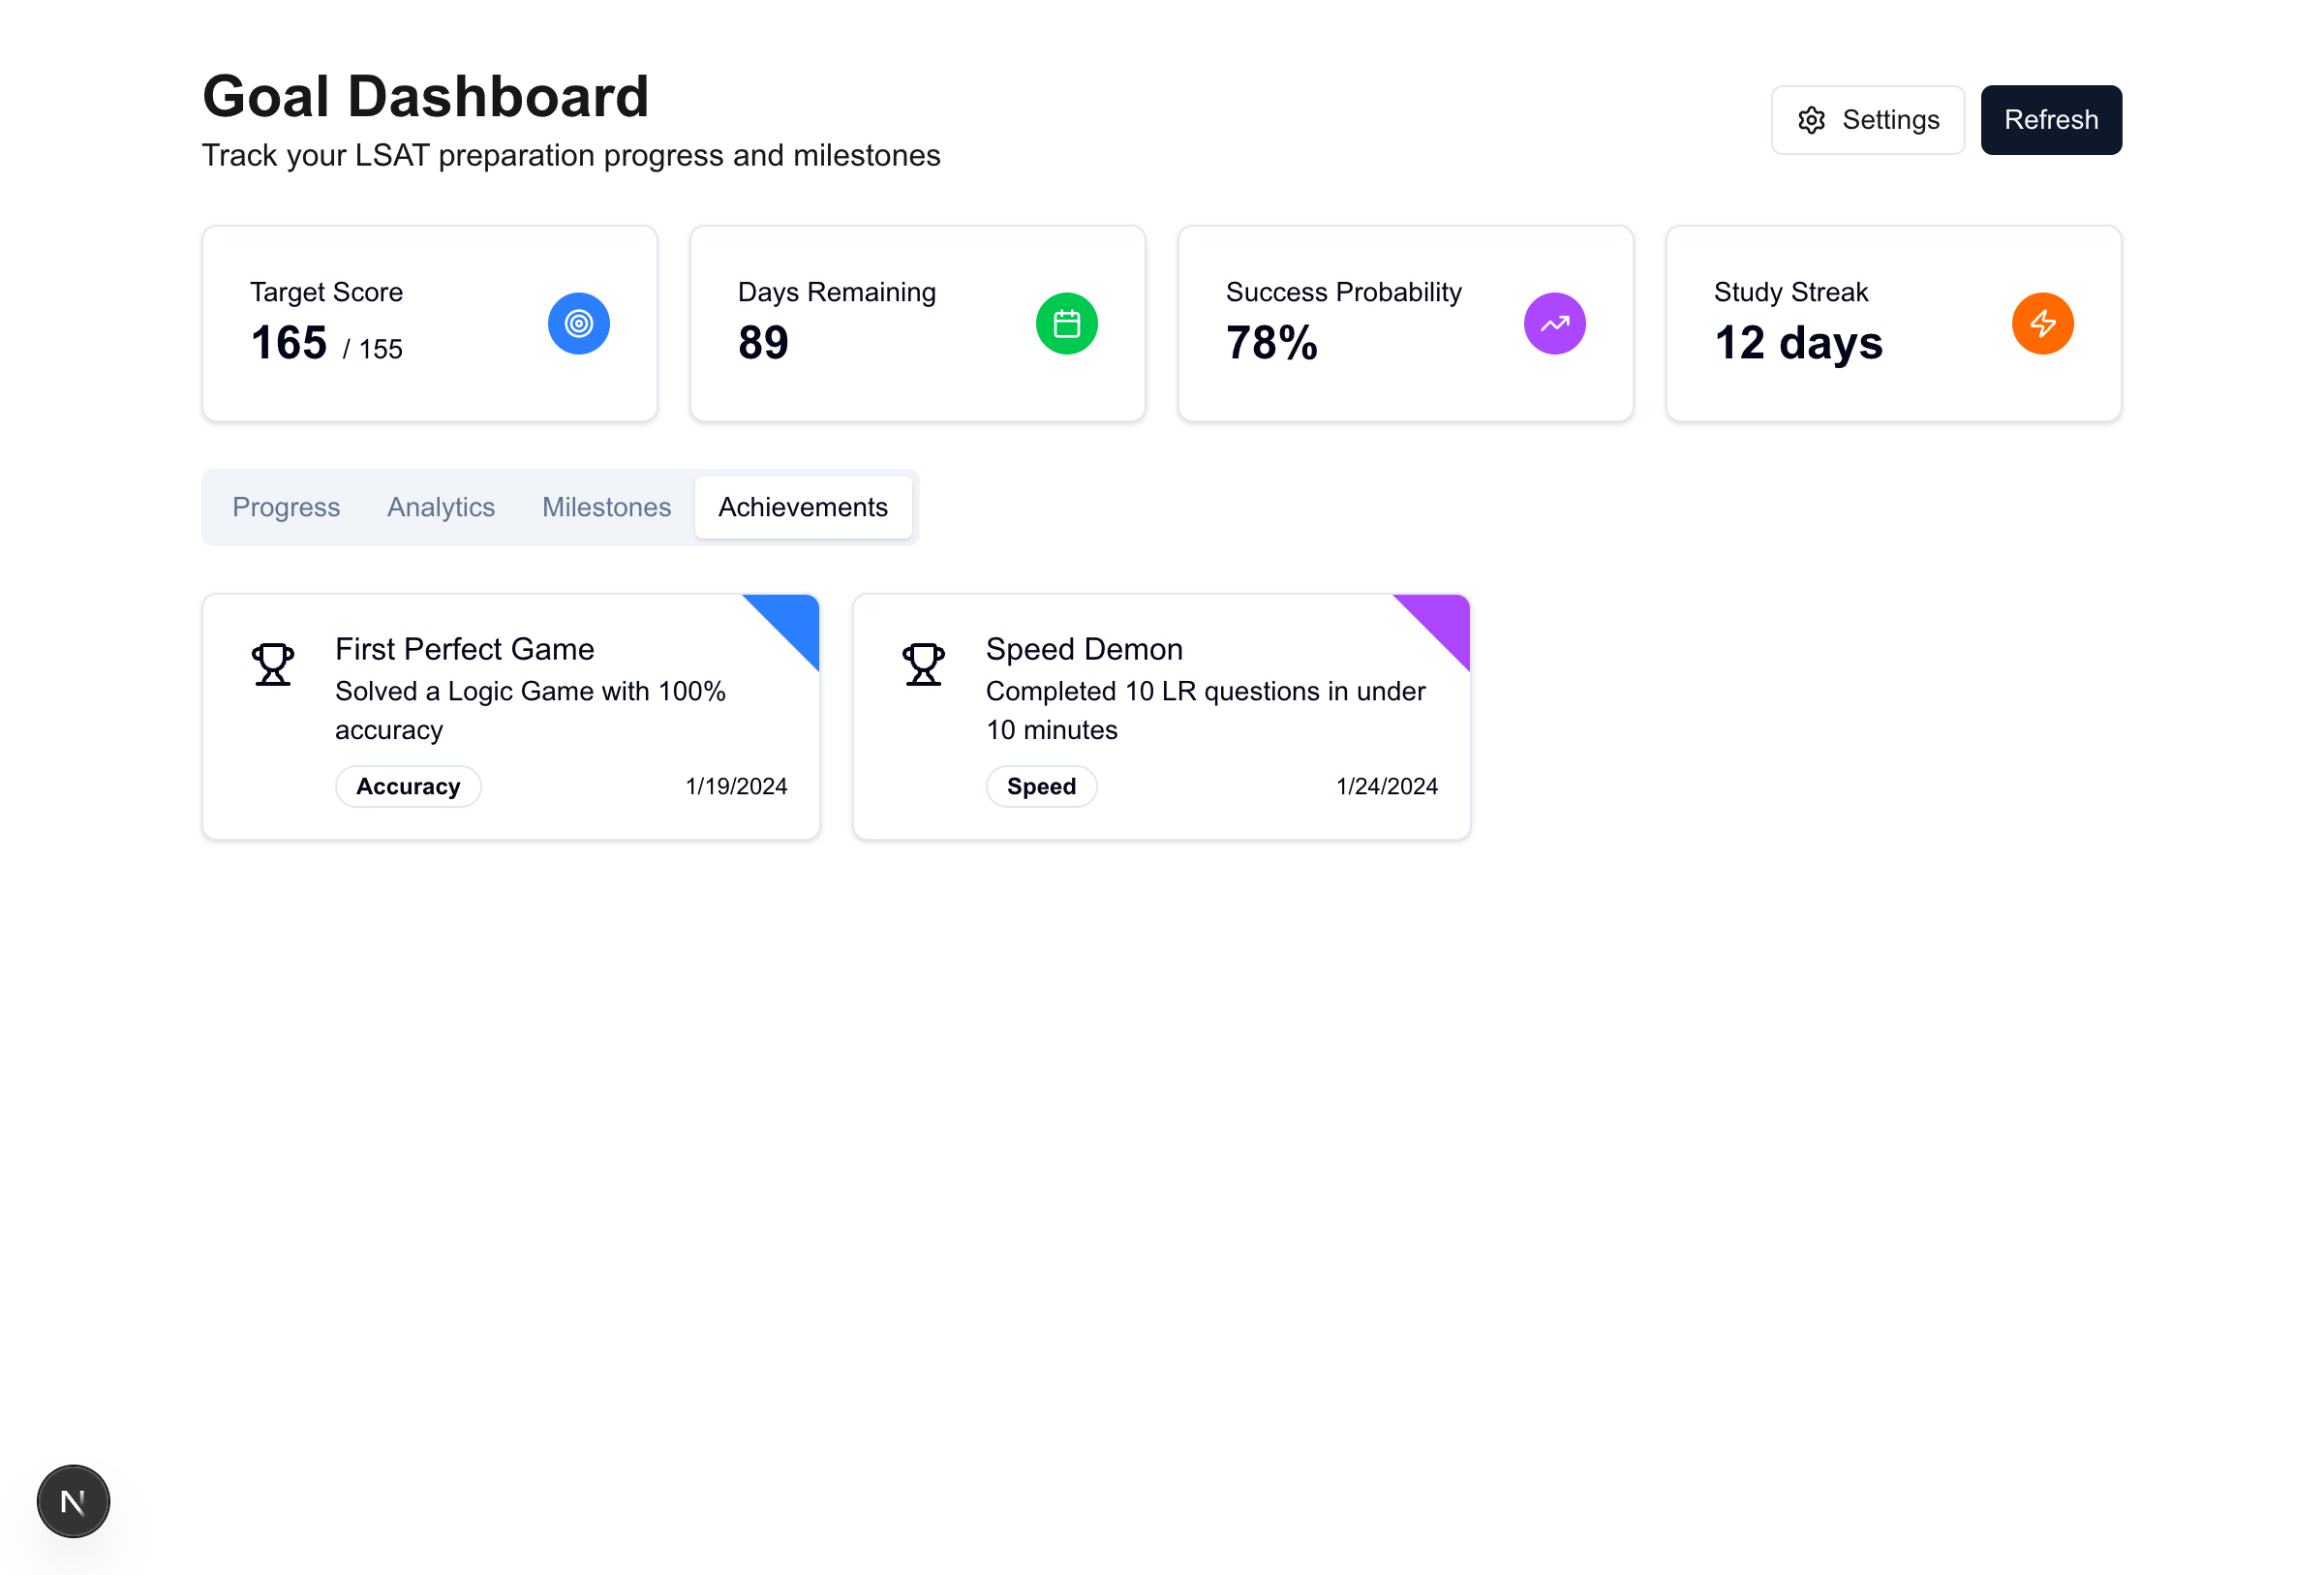 Goal Dashboard
Track your LSAT preparation progress and milestones
Settings
Refresh
Target Score
165 / 155
Days Remaining
89
Success Probability
78%
Study Streak
12 days
Progress
Analytics
Milestones
Achievements
First Perfect Game
Solved a Logic Game with 100%
accuracy
Accuracy
1/19/2024
Speed Demon
Completed 10 LR questions in under
10 minutes
Speed
1/24/2024
N